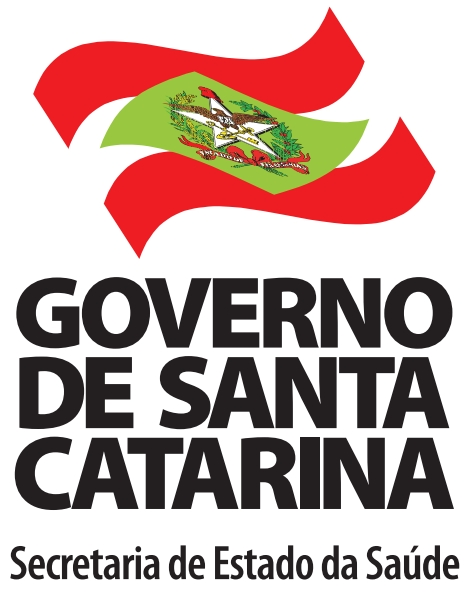 GOVERNO
DE SANTA
CATARINA
Secretaria de Estado da Saúde